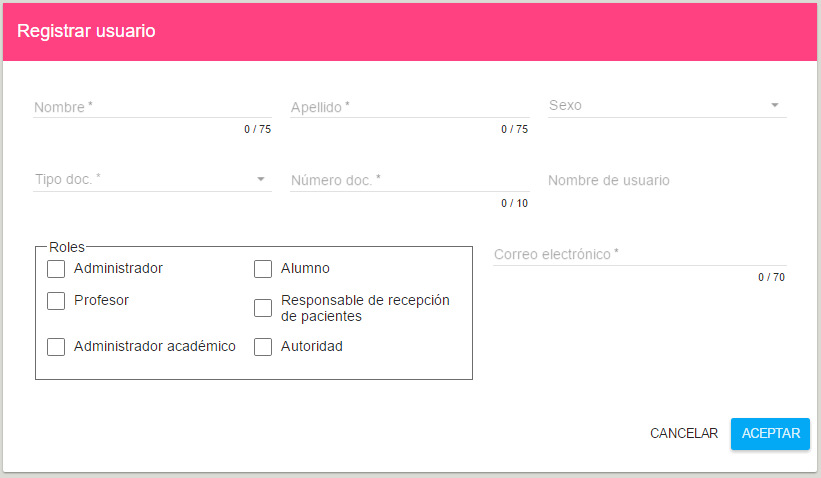 Registrar usuario
Nombre *
Apellido *
Sexo
0 / 75
0 / 75
Tipo doc. *
Número doc. *
Nombre de usuario
0 / 10
Roles
Administrador
Alumno
Correo electrónico *
0 / 70
Profesor
Responsable de recepción
de pacientes
Administrador académico
Autoridad
CANCELAR
ACEPTAR